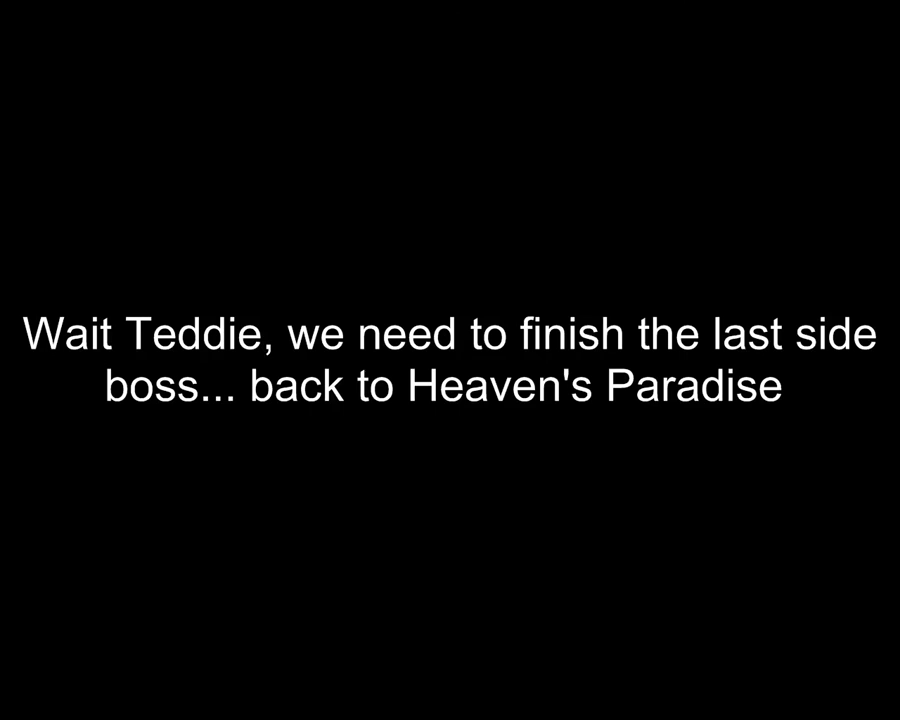 Wait Teddie, we need to finish the last side
boss... back to Heaven's Paradise